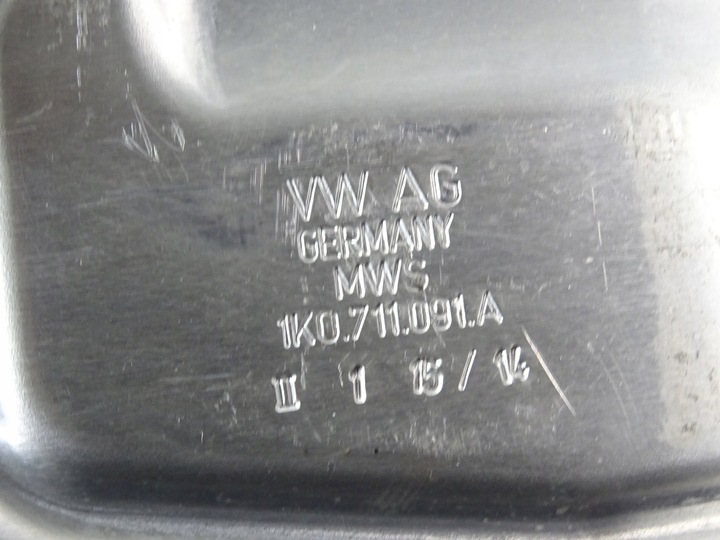 VW AG
GERMANY
MWS
1K0.711.091.A
II 1 15 / 14